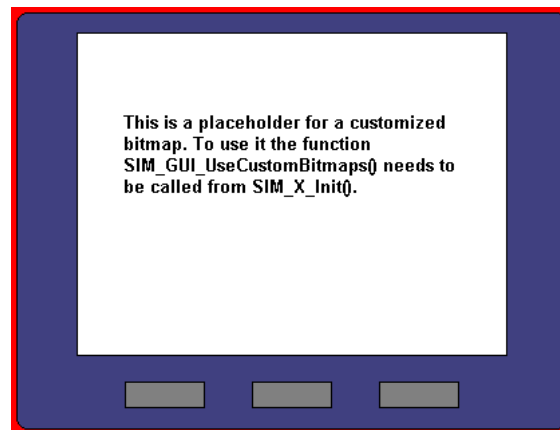 This is a placeholder for a customized
bitmap. To use it the function
SIM_GUI_UseCustomBitmaps() needs to
be called from SIM_X_Init().